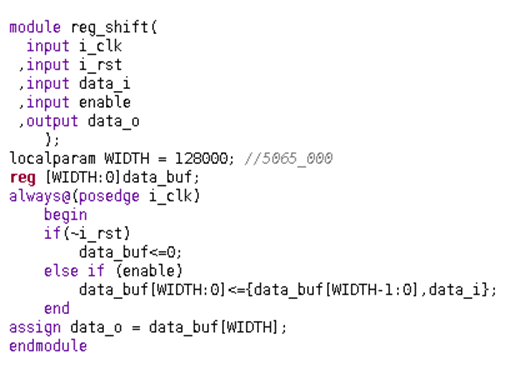 module reg_shift(
  input i_clk
 ,input i_rst
 ,input data_i
 ,input enable
 ,output data_o
    );
localparam WIDTH = 128000; //5065_000
reg [WIDTH:0]data_buf;
always@(posedge i_clk)
    begin
    if(~i_rst)
        data_buf<=0;
    else if (enable)
        data_buf[WIDTH:0]<={data_buf[WIDTH-1:0],data_i};
    end
assign data_o = data_buf[WIDTH];
endmodule